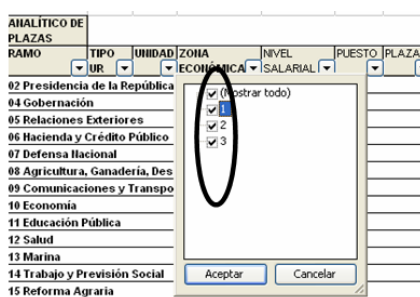 ANALÍTICO DE
PLAZAS
RAMO TIPO UNIDAD ZONA NIVEL PUESTO PLAZA
UR ECONÓMICA SALARIAL
02 Presidencia de la República
04 Gobernación
05 Relaciones Exteriores
06 Hacienda y Crédito Público
07 Defensa Nacional
08 Agricultura, Ganadería, Des
09 Comunicaciones y Transpo
10 Economía
11 Educación Pública
12 Salud
13 Marina
14 Trabajo y Previsión Social
15 Reforma Agraria
(Mostrar todo)
1
2
3
Aceptar Cancelar